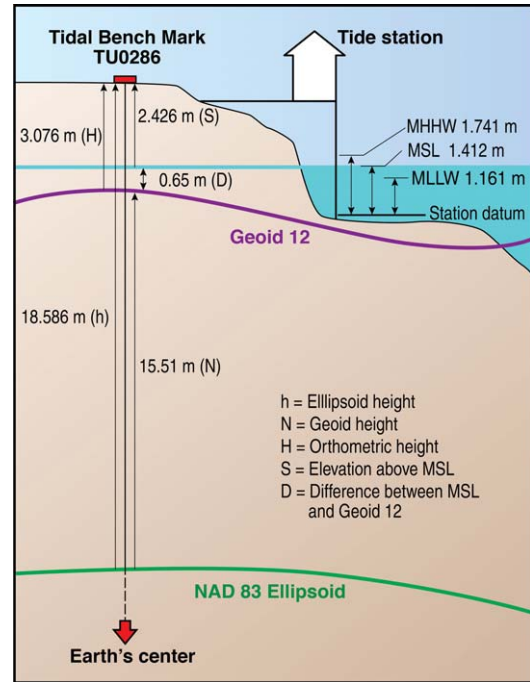 Tidal Bench Mark
TU0286
Tide station
2.426 m (S)
3.076 m (H)
MHHW 1.741 m
MSL 1.412 m
0.65 m (D)
MLLW 1.161 m
Station datum
Geoid 12
18.586 m (h)
15.51 m (N)
h = Elllipsoid height
N = Geoid height
H = Orthometric height
S = Elevation above MSL
D = Difference between MSL
and Geoid 12
NAD 83 Ellipsoid
Earth's center